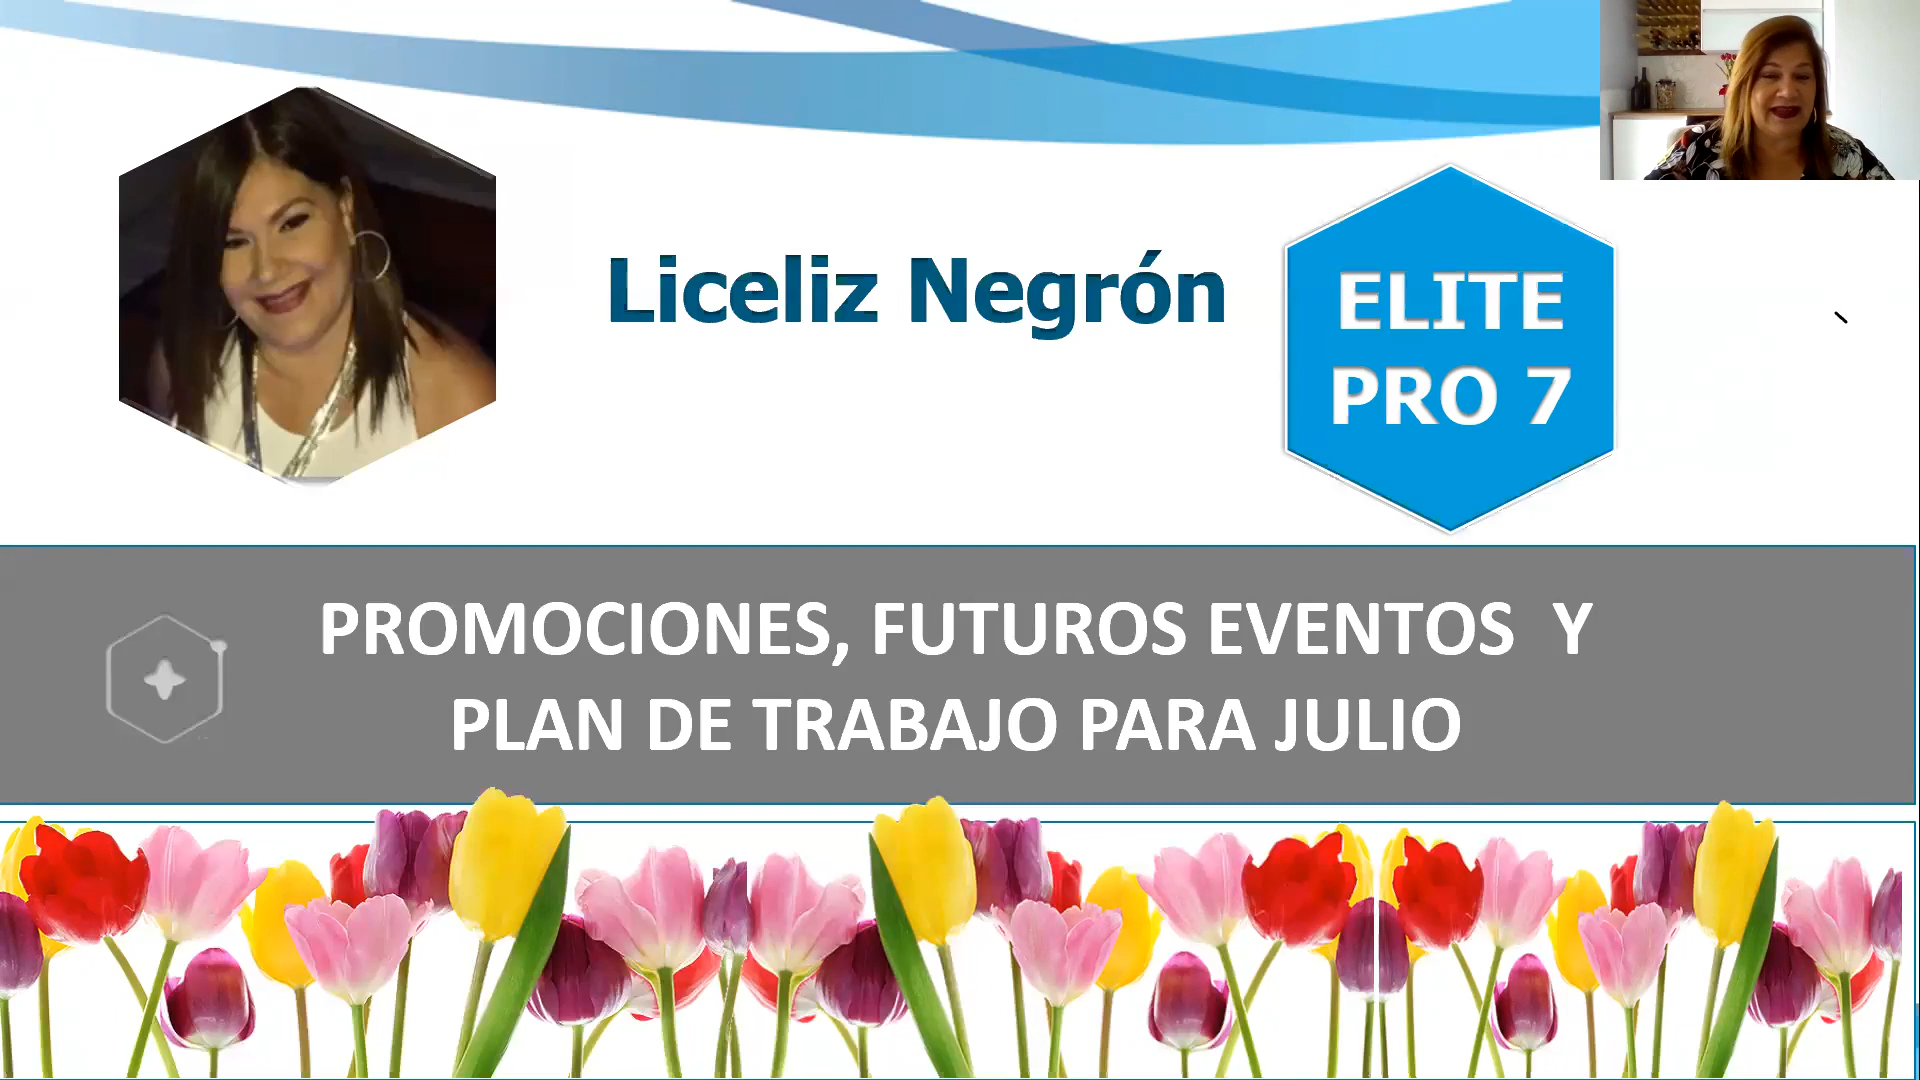 Liceliz Negrón
ELITE
PRO 7
PROMOCIONES, FUTUROS EVENTOS Y
PLAN DE TRABAJO PARA JULIO